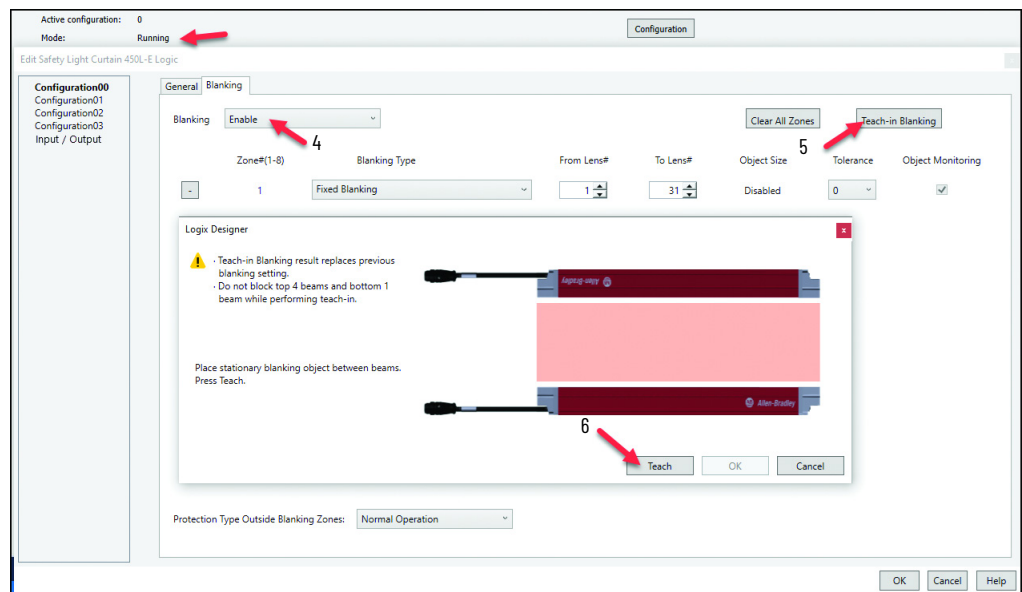 Active configuration: 0
Configuration
Mode: Running
Edit Safety Light Curtain 450L-E Logic
Configuration00
Configuration01
Configuration02
Configuration03
Input / Output
General Blanking
Blanking Enable Clear All Zones Teach-in Blanking
4 5
Zone#(1-8) Blanking Type From Lens# To Lens# Object Size Tolerance Object Monitoring
- 1 Fixed Blanking 1 31 Disabled 0
Logix Designer x
· Teach-in Blanking result replaces previous
blanking setting.
· Do not block top 4 beams and bottom 1
beam while performing teach-in.
Allen-Bradley
Place stationary blanking object between beams.
Press Teach.
Allen-Bradley
6
Teach OK Cancel
Protection Type Outside Blanking Zones: Normal Operation
OK Cancel Help